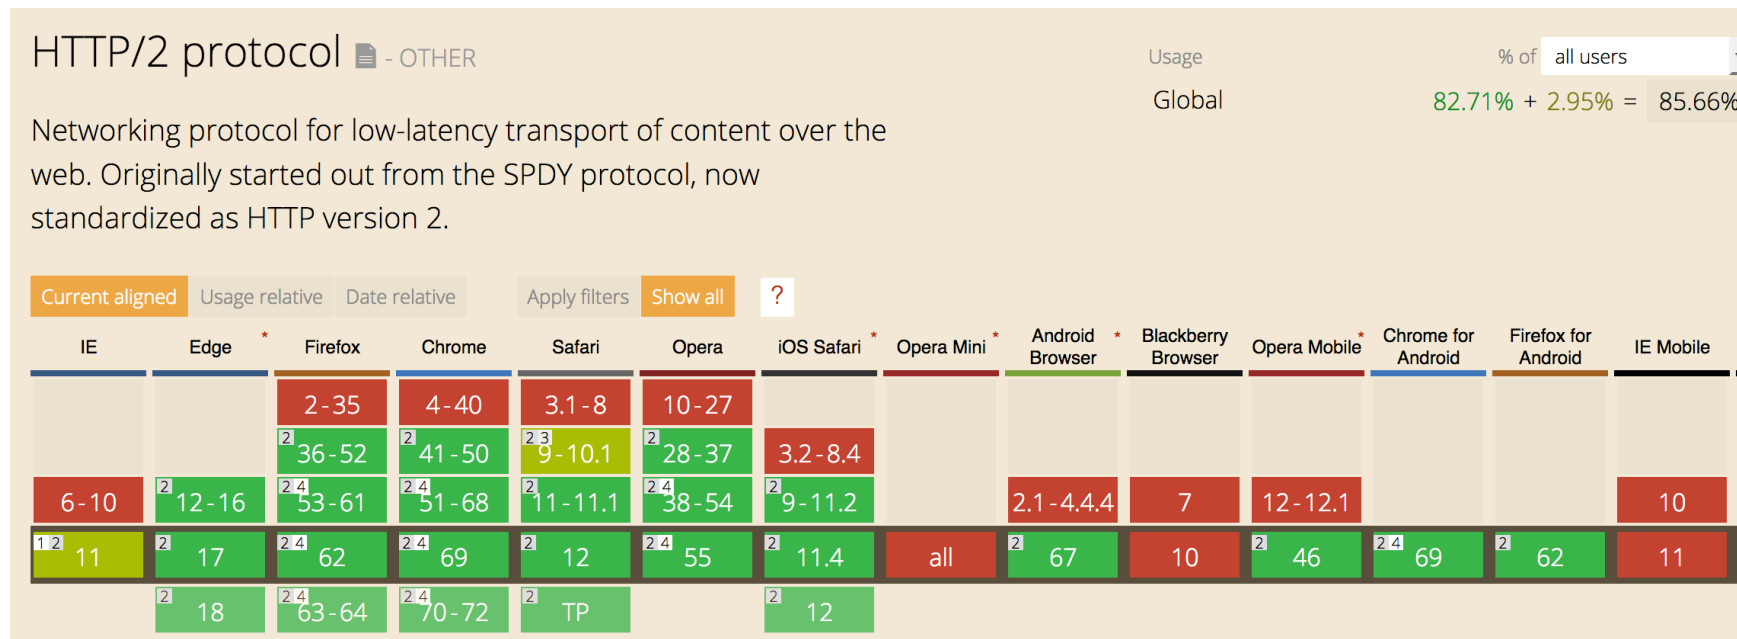 HTTP/2 protocol - OTHER
Usage % of all users
Global 82.71% + 2.95% = 85.66%
Networking protocol for low-latency transport of content over the
web. Originally started out from the SPDY protocol, now
standardized as HTTP version 2.
Current aligned Usage relative Date relative Apply filters Show all ?
IE Edge * Firefox Chrome Safari Opera iOS Safari * Opera Mini * Android Browser * Blackberry Browser Opera Mobile * Chrome for Android Firefox for Android IE Mobile
2-35 4-40 3.1-8 10-27
2 36-52 2 41-50 2 3 9-10.1 2 28-37 3.2-8.4
6-10 2 12-16 2 4 53-61 2 4 51-68 2 11-11.1 2 4 38-54 2 9-11.2 2.1-4.4.4 7 12-12.1 10
1 2 11 2 17 2 4 62 2 4 69 2 12 2 4 55 2 11.4 all 2 67 10 2 46 2 4 69 2 62 11
2 18 2 4 63-64 2 4 70-72 2 TP 2 12